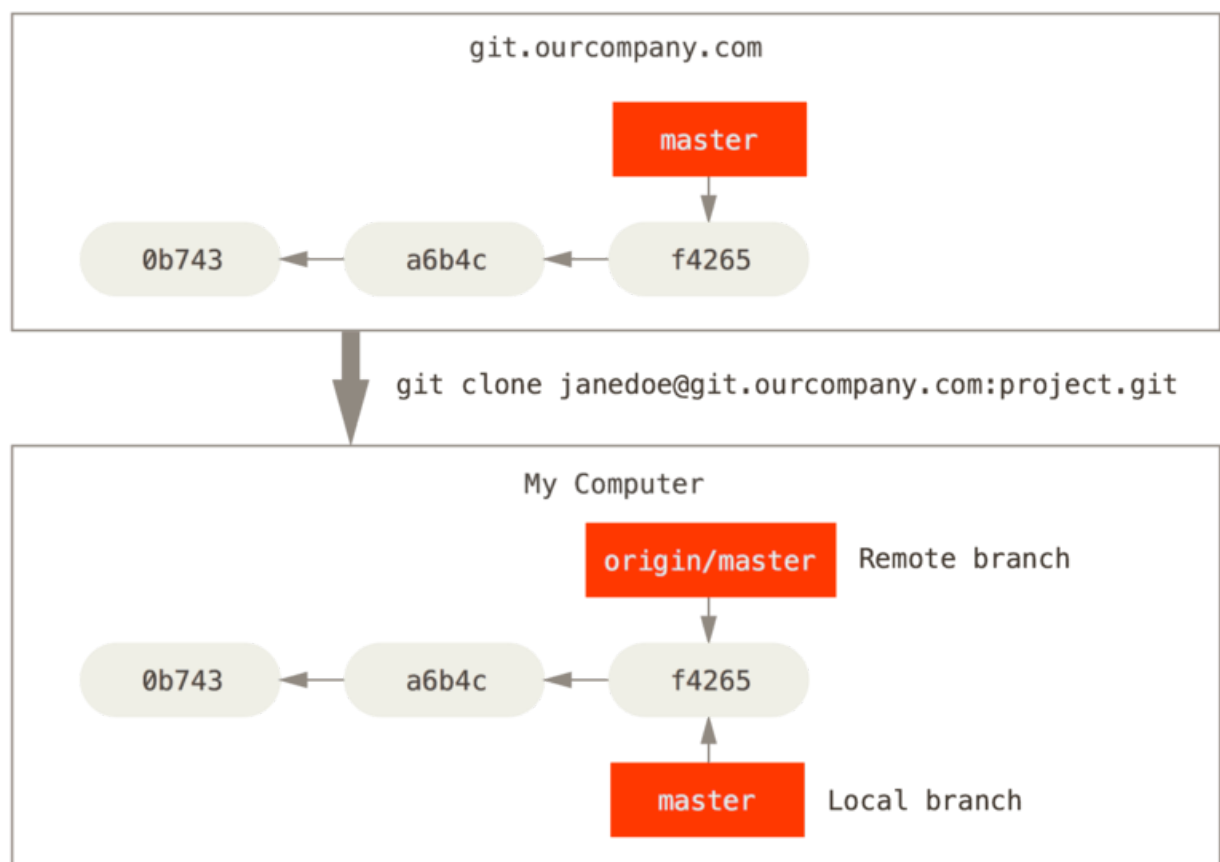 git.ourcompany.com
master
0b743 a6b4c f4265
git clone janedoe@git.ourcompany.com:project.git
My Computer
origin/master Remote branch
0b743 a6b4c f4265
master Local branch